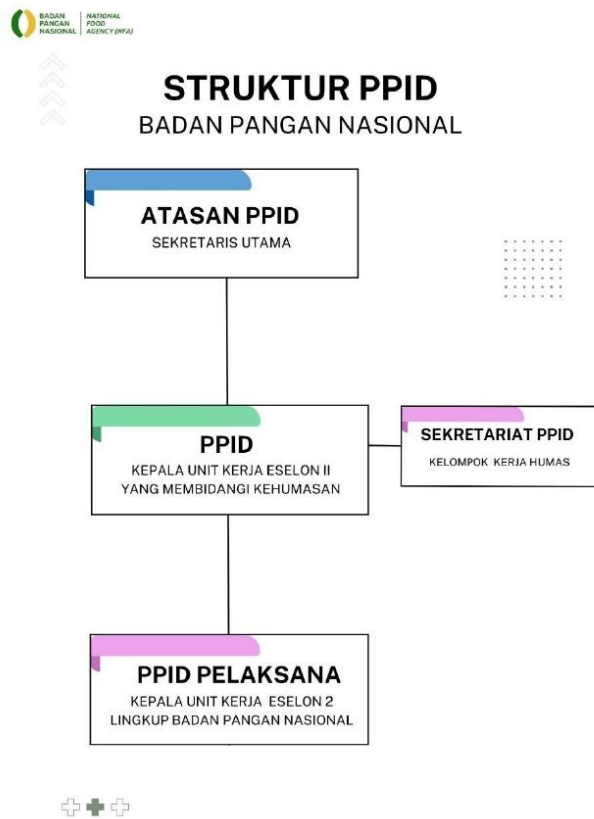 BADAN
PANGAN
NASIONAL
NATIONAL
FOOD
AGENCY (NFA)
STRUKTUR PPID
BADAN PANGAN NASIONAL
ATASAN PPID
SEKRETARIS UTAMA
PPID
KEPALA UNIT KERJA ESELON II
YANG MEMBIDANGI KEHUMASAN
SEKRETARIAT PPID
KELOMPOK KERJA HUMAS
PPID PELAKSANA
KEPALA UNIT KERJA ESELON 2
LINGKUP BADAN PANGAN NASIONAL